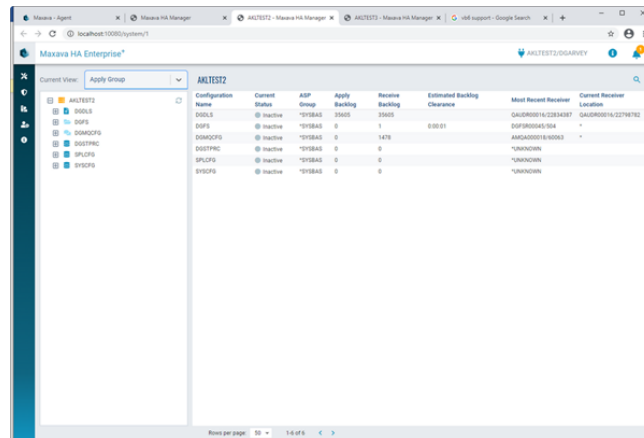 Maxava - Agent
Maxava HA Manager
AKLTEST2 - Maxava HA Manager
AKLTEST2 - Maxava HA Manager
vk6 support - Google Search
localhost:10080/system/1
Maxava HA Enterprise+
AKLTEST2/DGARVEY
Current View: Apply Group
AKLTEST2
DGDLS
DGFS
DGMQCFG
DGSTPRC
SPLCFG
SYSCFG
AKLTEST2
Configuration Name Current Status ASP Group Apply Backlog Receive Backlog Estimated Backlog Clearance Most Recent Receiver Current Receiver Location
DGDLS Inactive *SYSBAS 35605 35605 QAUDR00016/22834387 QAUDR00016/22798782
DGFS Inactive *SYSBAS 0 1 0:00:01 DGFSR00045/504 *
DGMQCFG Inactive *SYSBAS 0 1478 AMQA000018/60063 *
DGSTPRC Inactive *SYSBAS 0 0 *UNKNOWN
SPLCFG Inactive *SYSBAS 0 0 *UNKNOWN
SYSCFG Inactive *SYSBAS 0 0 *UNKNOWN
Rows per page: 50 1-6 of 6